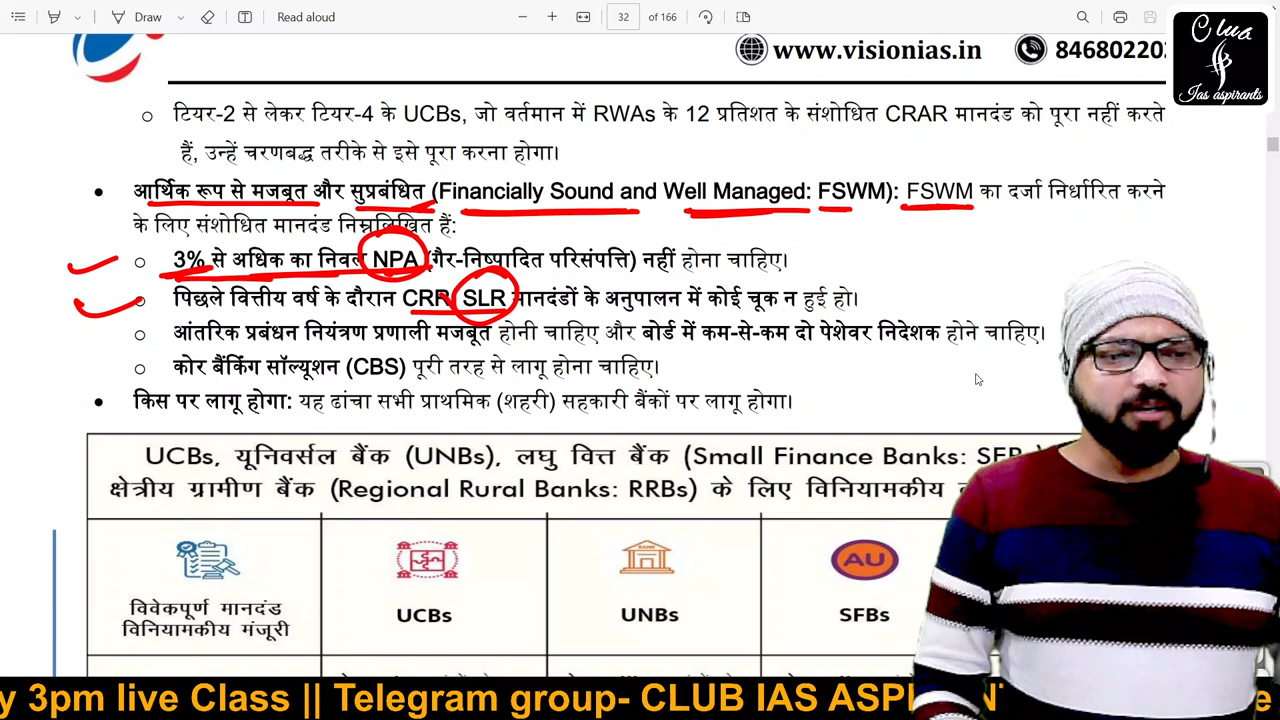 Draw
Read aloud
32 of 166
Club
Ias aspirants
www.visionias.in
टियर-2 से लेकर टियर-4 के UCBs, जो वर्तमान में RWAs के 12 प्रतिशत के संशोधित CRAR मानदंड को पूरा नहीं करते
हैं, उन्हें चरणबद्ध तरीके से इसे पूरा करना होगा।
आर्थिक रूप से मजबूत और सुप्रबंधित (Financially Sound and Well Managed: FSWM): FSWM का दर्जा निर्धारित करने
के लिए संशोधित मानदंड निम्नलिखित हैं:
3% से अधिक का निवल NPA (गैर-निष्पादित परिसंपत्ति) नहीं होना चाहिए।
पिछले वित्तीय वर्ष के दौरान CRR SLR मानदंडों के अनुपालन में कोई चूक न हुई हो।
आंतरिक प्रबंधन नियंत्रण प्रणाली मजबूत होनी चाहिए और बोर्ड में कम-से-कम दो पेशेवर निदेशक होने चाहिए।
कोर बैंकिंग सॉल्यूशन (CBS) पूरी तरह से लागू होना चाहिए।
किस पर लागू होगा: यह ढांचा सभी प्राथमिक (शहरी) सहकारी बैंकों पर लागू होगा।
UCBs, यूनिवर्सल बैंक (UNBs), लघु वित्त बैंक (Small Finance Banks:
क्षेत्रीय ग्रामीण बैंक (Regional Rural Banks: RRBs) के लिए विनियामकीय
BANK
AU
विवेकपूर्ण मानदंड
विनियामकीय मंजूरी
UCBs
UNBs
SFBs
3pm live Class || Telegram group- CLUB IAS